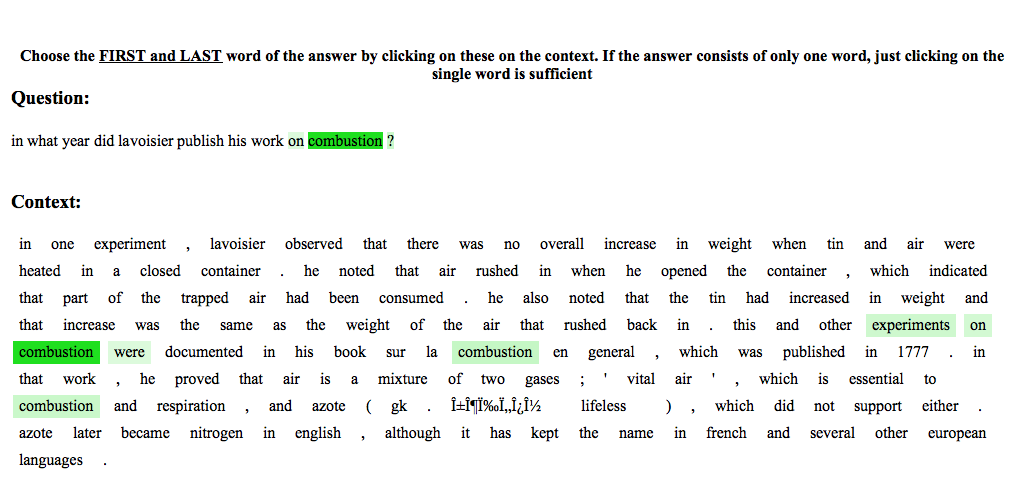 Choose the FIRST and LAST word of the answer by clicking on these on the context. If the answer consists of only one word, just clicking on the
single word is sufficient
Question:
in what year did lavoisier publish his work on combustion ?
Context:
in one experiment , lavoisier observed that there was no overall increase in weight when tin and air were
heated in a closed container . he noted that air rushed in when he opened the container , which indicated
that part of the trapped air had been consumed . he also noted that the tin had increased in weight and
that increase was the same as the weight of the air that rushed back in . this and other experiments on
combustion were documented in his book sur la combustion en general , which was published in 1777 . in
that work , he proved that air is a mixture of two gases ; ' vital air ' , which is essential to
combustion and respiration , and azote ( gk . Î±Î¶Ï‰Ï„Î¿Î½ lifeless ) , which did not support either .
azote later became nitrogen in english , although it has kept the name in french and several other european
languages .